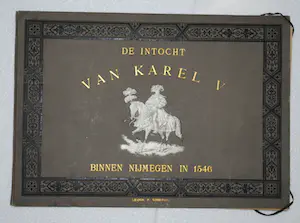 DE INTOCHT
VAN KAREL V
BINNEN NIJMEGEN IN 1546